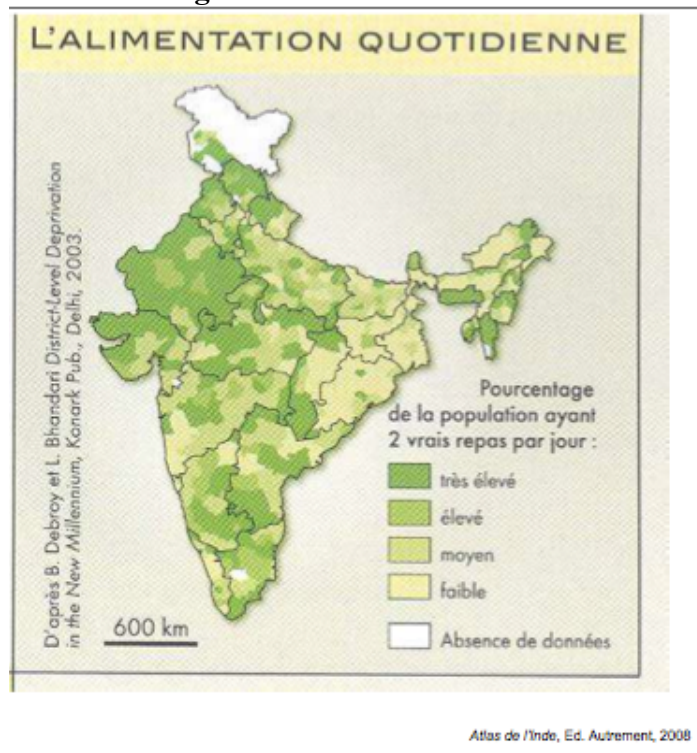 L'ALIMENTATION QUOTIDIENNE
D'après B. Debroy et L. Bhandari District-Level Deprivation
in the New Millennium, Konark Pub., Delhi, 2003.
Pourcentage
de la population ayant
2 vrais repas par jour :
très élevé
élevé
moyen
faible
Absence de données
600 km
Atlas de l'Inde, Ed. Autrement, 2008